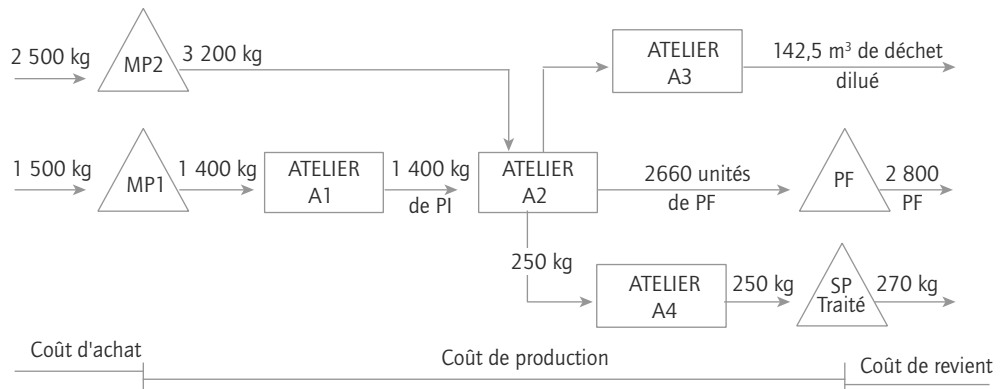 2 500 kg
MP2
3 200 kg
ATELIER
A3
142,5 m³ de déchet
dilué
1 500 kg
MP1
1 400 kg
ATELIER
A1
1 400 kg
de PI
ATELIER
A2
2660 unités
de PF
PF
2 800
PF
250 kg
ATELIER
A4
250 kg
SP
Traité
270 kg
Coût d'achat
Coût de production
Coût de revient